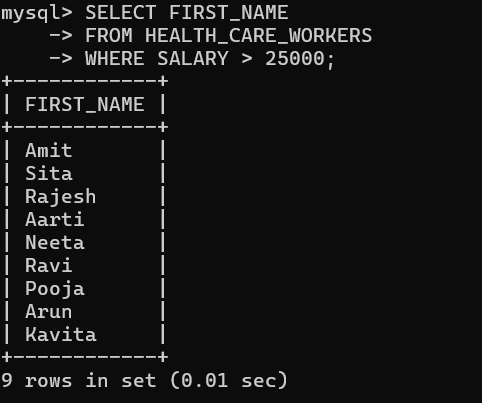 mysql> SELECT FIRST_NAME
    -> FROM HEALTH_CARE_WORKERS
    -> WHERE SALARY > 25000;
+------------+
| FIRST_NAME |
+------------+
| Amit       |
| Sita       |
| Rajesh     |
| Aarti      |
| Neeta      |
| Ravi       |
| Pooja      |
| Arun       |
| Kavita     |
+------------+
9 rows in set (0.01 sec)